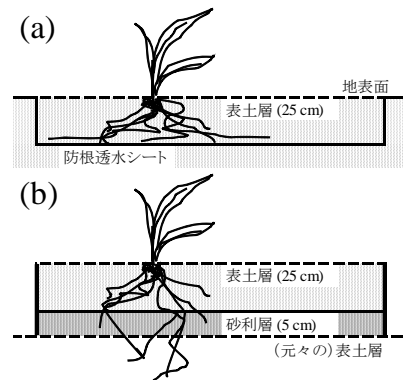 (a)
地表面
表土層 (25 cm)
防根透水シート
(b)
表土層 (25 cm)
砂利層 (5 cm)
(元々の) 表土層